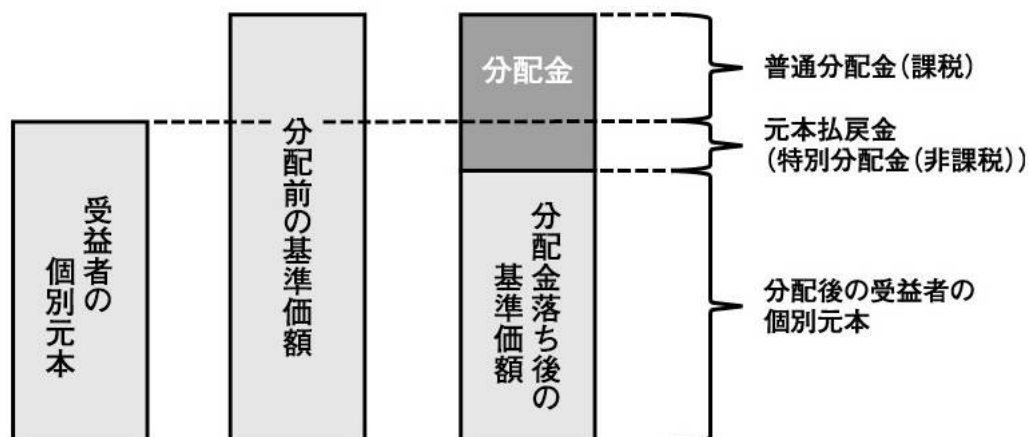 受益者の
個別元本
分配前の基準価額
分配金
分配金落ち後の
基準価額
普通分配金(課税)
元本払戻金
(特別分配金(非課税))
分配後の受益者の
個別元本